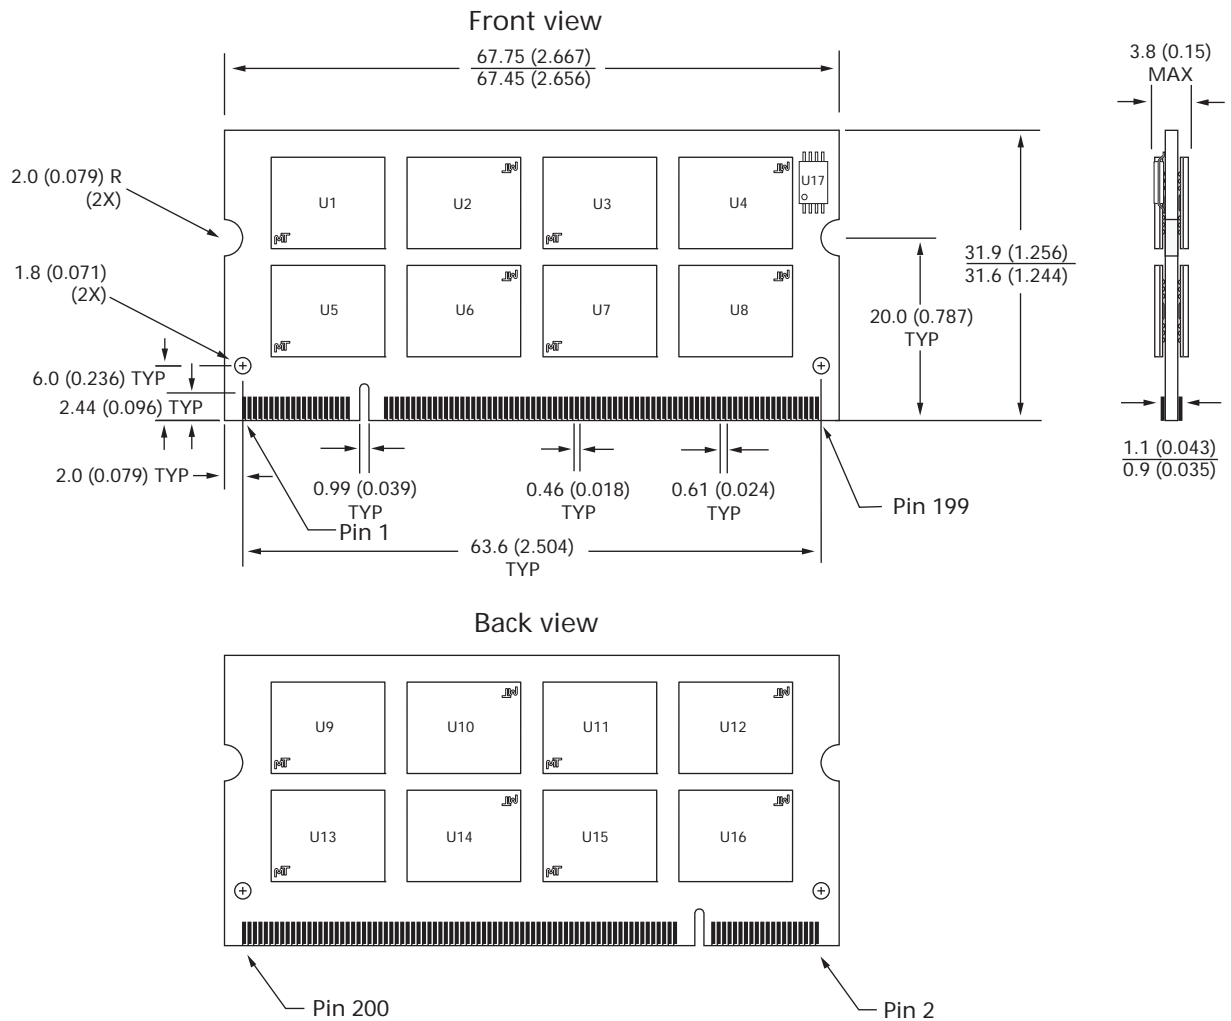 Front view
67.75 (2.667)
67.45 (2.656)
3.8 (0.15)
MAX
2.0 (0.079) R
(2X)
U1
U2
U3
U4
U17
1.8 (0.071)
(2X)
31.9 (1.256)
31.6 (1.244)
20.0 (0.787)
TYP
U5
U6
U7
U8
6.0 (0.236) TYP
2.44 (0.096) TYP
2.0 (0.079) TYP
0.99 (0.039)
TYP
0.46 (0.018)
TYP
0.61 (0.024)
TYP
1.1 (0.043)
0.9 (0.035)
Pin 199
Pin 1
63.6 (2.504)
TYP
Back view
U9
U10
U11
U12
U13
U14
U15
U16
Pin 200
Pin 2